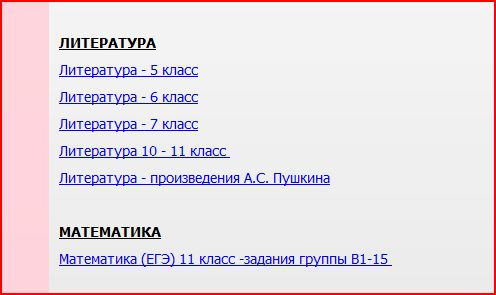 ЛИТЕРАТУРА
Литература - 5 класс
Литература - 6 класс
Литература - 7 класс
Литература 10 - 11 класс
Литература - произведения А.С. Пушкина
МАТЕМАТИКА
Математика (ЕГЭ) 11 класс -задания группы В1-15